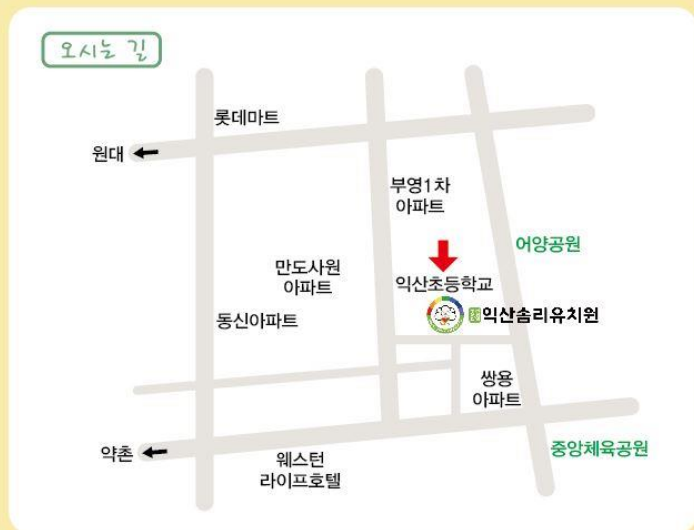 오시는 길
롯데마트
원대
부영1차
아파트
어양공원
만도사원
아파트
익산초등학교
동신아파트
익산솜리유치원
쌍용
아파트
약촌
웨스턴
라이프호텔
중앙체육공원